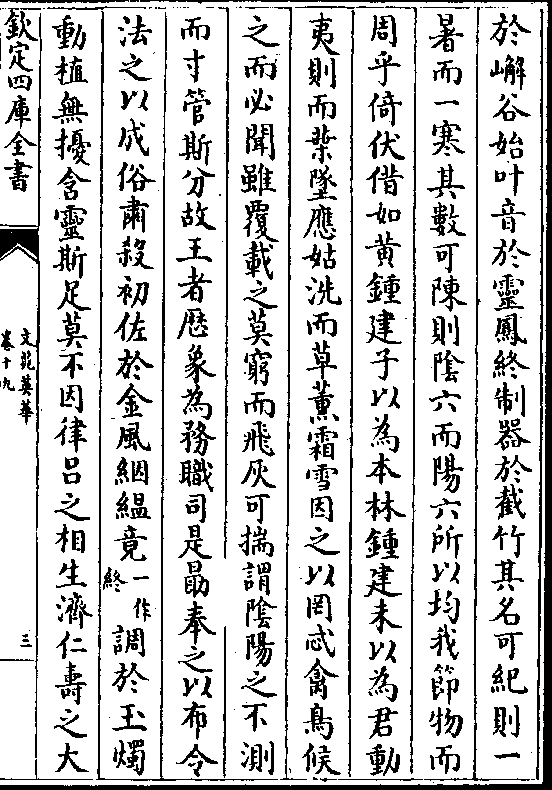 於嶰谷始叶音於靈鳳終制器於截竹其名可紀則一
暑而一寒其數可陳則陰六而陽六所以均我節物而
周乎倚伏借如黃鍾建子以為本林鍾建未以為君動
夷則而葉墜應姑洗而草薰霜雪因之以罔忒禽鳥候
之而必聞雖覆載之莫窮而飛灰可揣謂陰陽之不測
而寸管斯分故王者厯象為務職司是勗奉之以布令
法之以成俗肅殺初佐於金風絪縕竟一作終調於玉燭
動植無擾含靈斯足莫不因律呂之相生濟仁壽之大
欽定四庫全書
文苑英華
卷十九
三